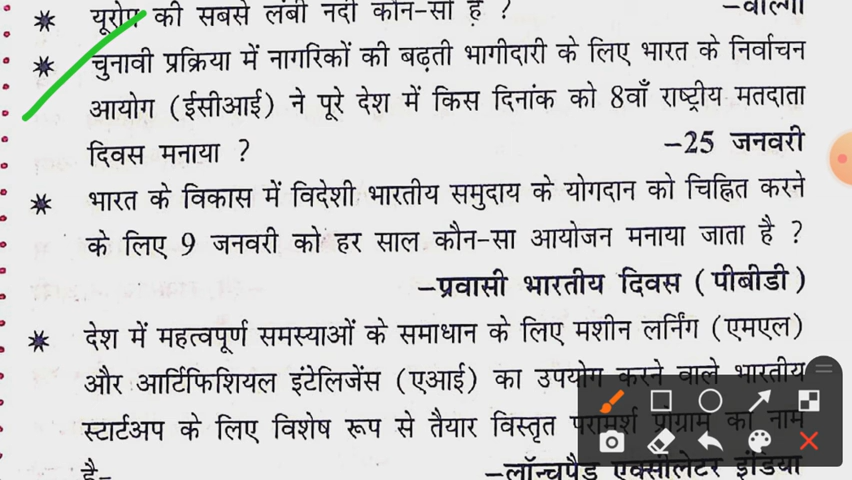 यूरोप की सबसे लंबी नदी कौन-सी है ? –वोल्गा
चुनावी प्रक्रिया में नागरिकों की बढ़ती भागीदारी के लिए भारत के निर्वाचन
आयोग (ईसीआई) ने पूरे देश में किस दिनांक को 8वाँ राष्ट्रीय मतदाता
दिवस मनाया ? –25 जनवरी
भारत के विकास में विदेशी भारतीय समुदाय के योगदान को चिह्नित करने
के लिए 9 जनवरी को हर साल कौन-सा आयोजन मनाया जाता है ?
–प्रवासी भारतीय दिवस (पीबीडी)
देश में महत्वपूर्ण समस्याओं के समाधान के लिए मशीन लर्निंग (एमएल)
और आर्टिफिशियल इंटेलिजेंस (एआई) का उपयोग करने वाले भारतीय
स्टार्टअप के लिए विशेष रूप से तैयार विस्तृत परामर्श प्रोग्राम का नाम
है– –लॉन्चपैड एक्सीलेटर इंडिया